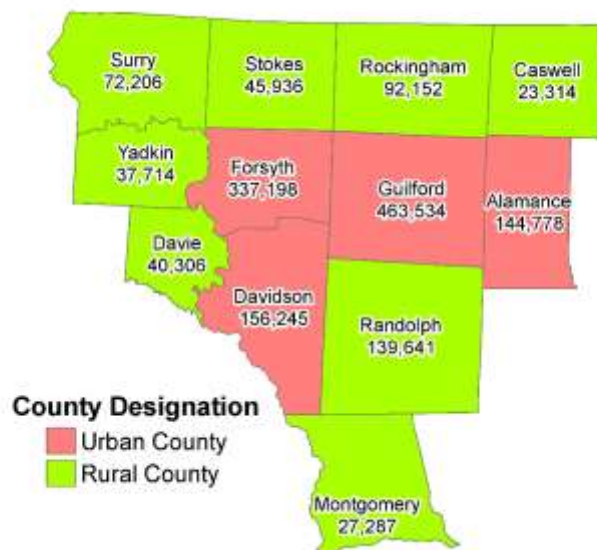 Surry
72,206
Stokes
45,936
Rockingham
92,152
Caswell
23,314
Yadkin
37,714
Forsyth
337,198
Guilford
463,534
Alamance
144,778
Davie
40,306
Davidson
156,245
Randolph
139,641
County Designation
Urban County
Rural County
Montgomery
27,287